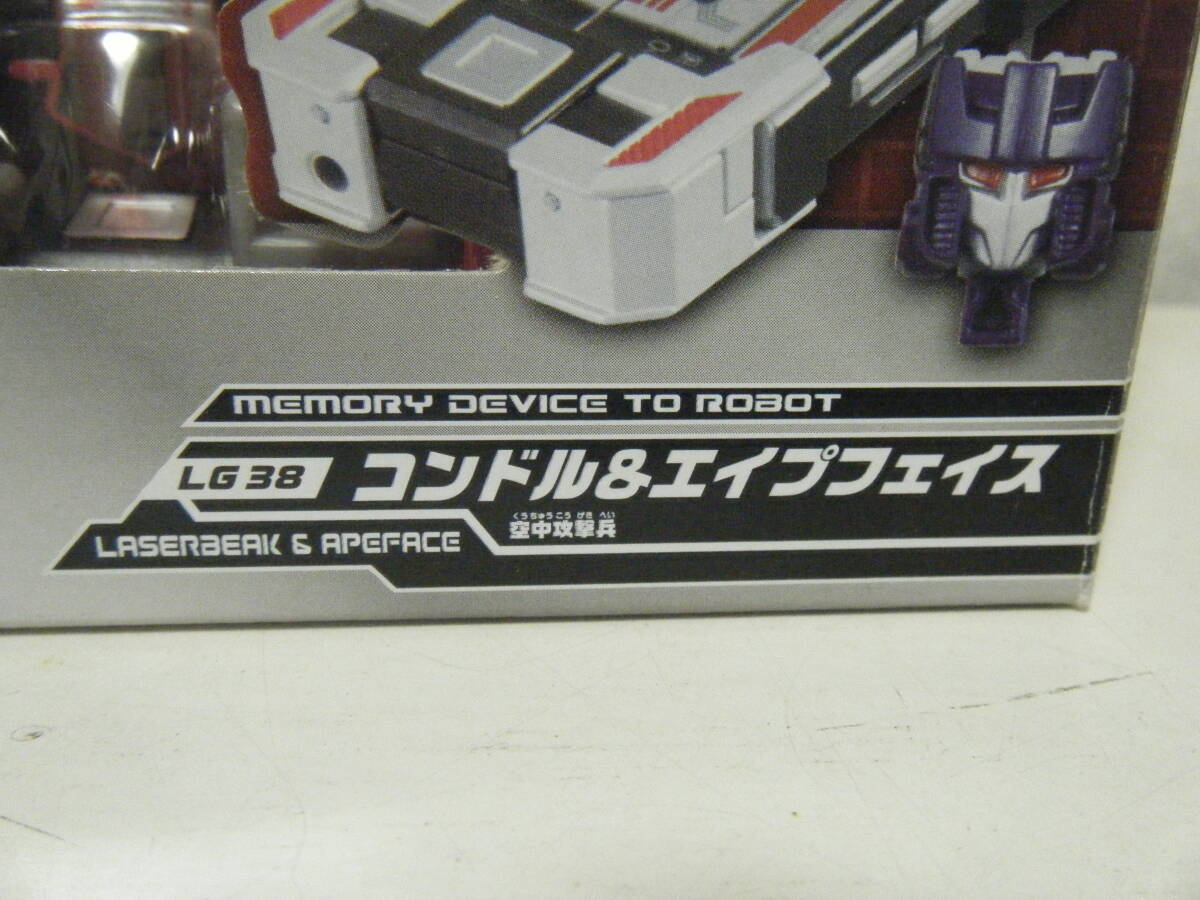 MEMORY DEVICE TO ROBOT
LG38 コンドル&エイプフェイス
くうちゅうこうげきへい
空中攻撃兵
LASERBEAK & APEFACE